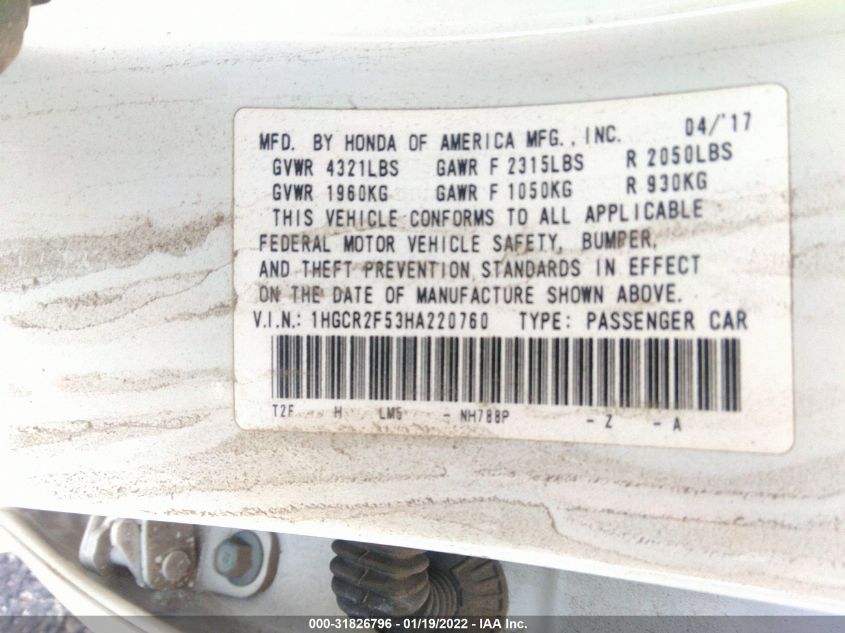 MFD. BY HONDA OF AMERICA MFG., INC. 04/'17
GVWR 4321LBS GAWR F 2315LBS R 2050LBS
GVWR 1960KG GAWR F 1050KG R 930KG
THIS VEHICLE CONFORMS TO ALL APPLICABLE
FEDERAL MOTOR VEHICLE SAFETY, BUMPER,
AND THEFT PREVENTION STANDARDS IN EFFECT
ON THE DATE OF MANUFACTURE SHOWN ABOVE.
V.I.N.: 1HGCR2F53HA220760 TYPE: PASSENGER CAR
T2F H LM5 - NH788P - Z - A
000-31826796 - 01/19/2022 - IAA Inc.